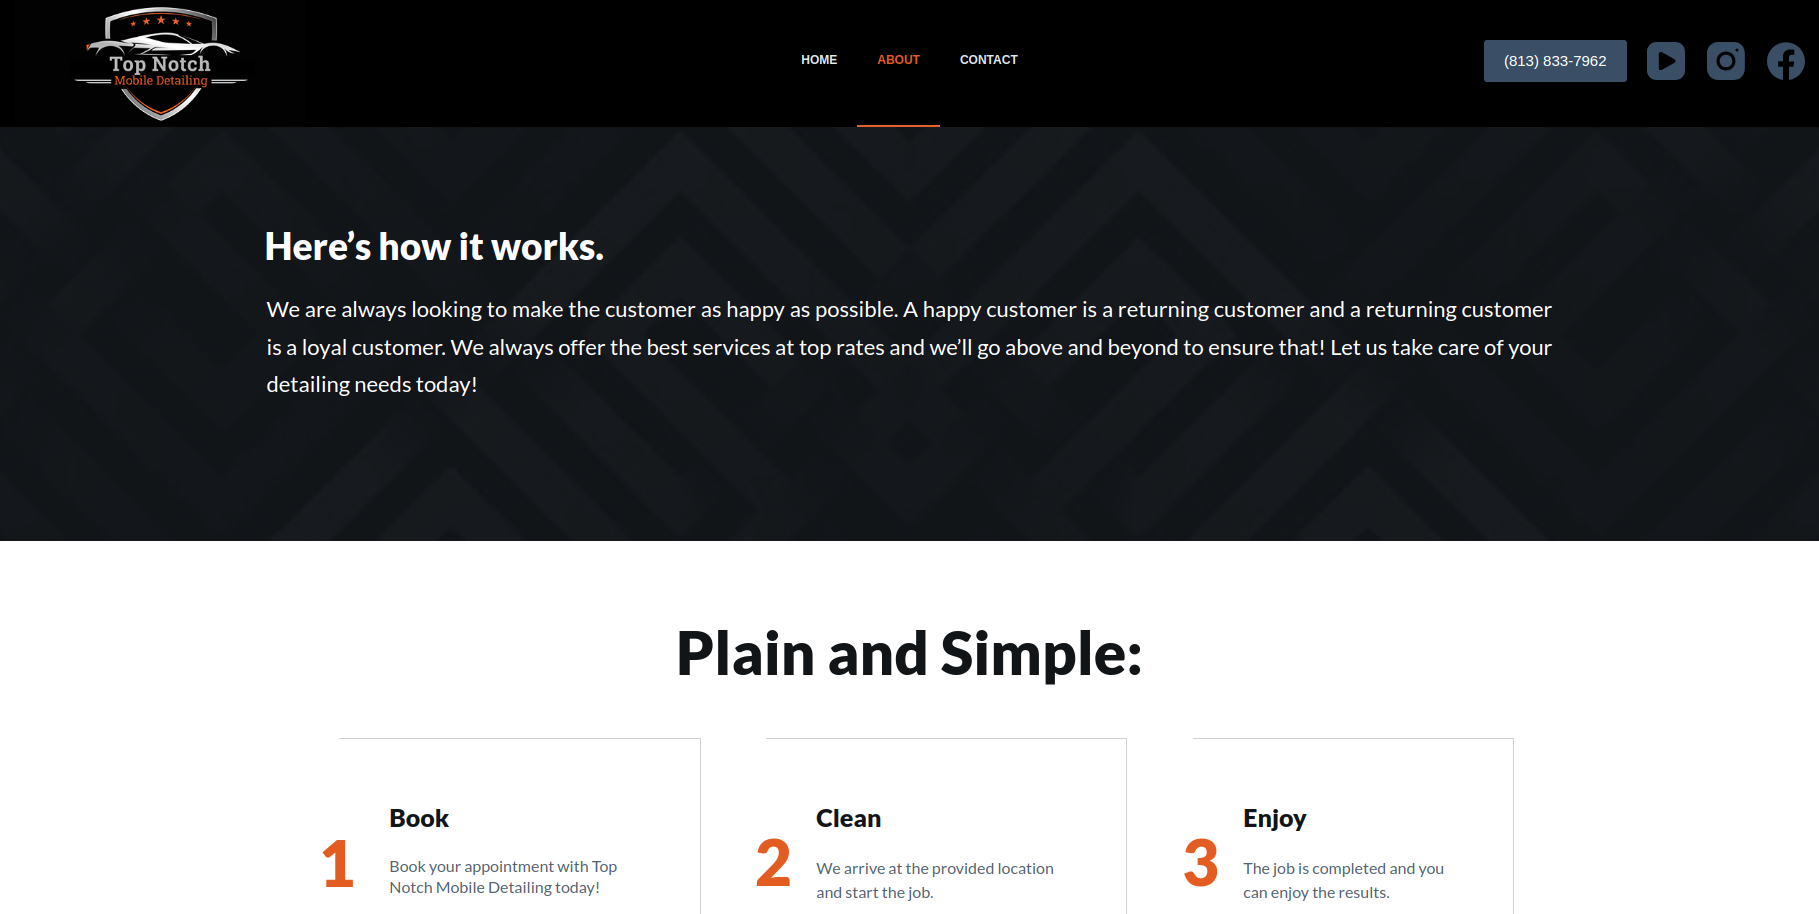 Top Notch
Mobile Detailing
HOME
ABOUT
CONTACT
(813) 833-7962
Here’s how it works.
We are always looking to make the customer as happy as possible. A happy customer is a returning customer and a returning customer
is a loyal customer. We always offer the best services at top rates and we’ll go above and beyond to ensure that! Let us take care of your
detailing needs today!
Plain and Simple:
1
Book
Book your appointment with Top
Notch Mobile Detailing today!
2
Clean
We arrive at the provided location
and start the job.
3
Enjoy
The job is completed and you
can enjoy the results.